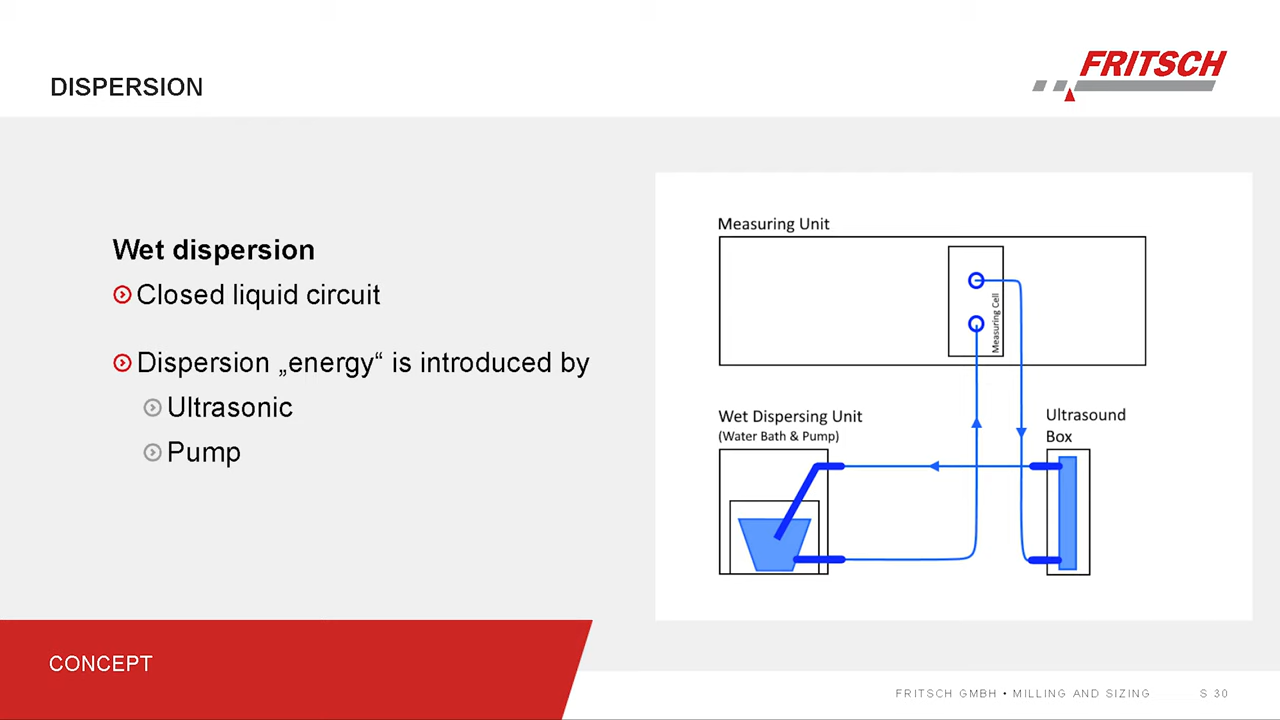 DISPERSION
FRITSCH
Wet dispersion
Closed liquid circuit
Dispersion „energy“ is introduced by
Ultrasonic
Pump
Measuring Unit
Measuring Cell
Wet Dispersing Unit
(Water Bath & Pump)
Ultrasound
Box
CONCEPT
FRITSCH GMBH • MILLING AND SIZING
S 30